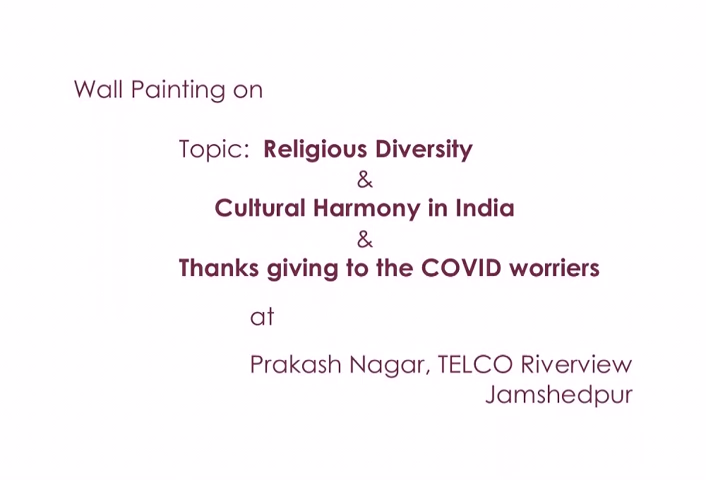 Wall Painting on
Topic: Religious Diversity
&
Cultural Harmony in India
&
Thanks giving to the COVID worriers
at
Prakash Nagar, TELCO Riverview
Jamshedpur